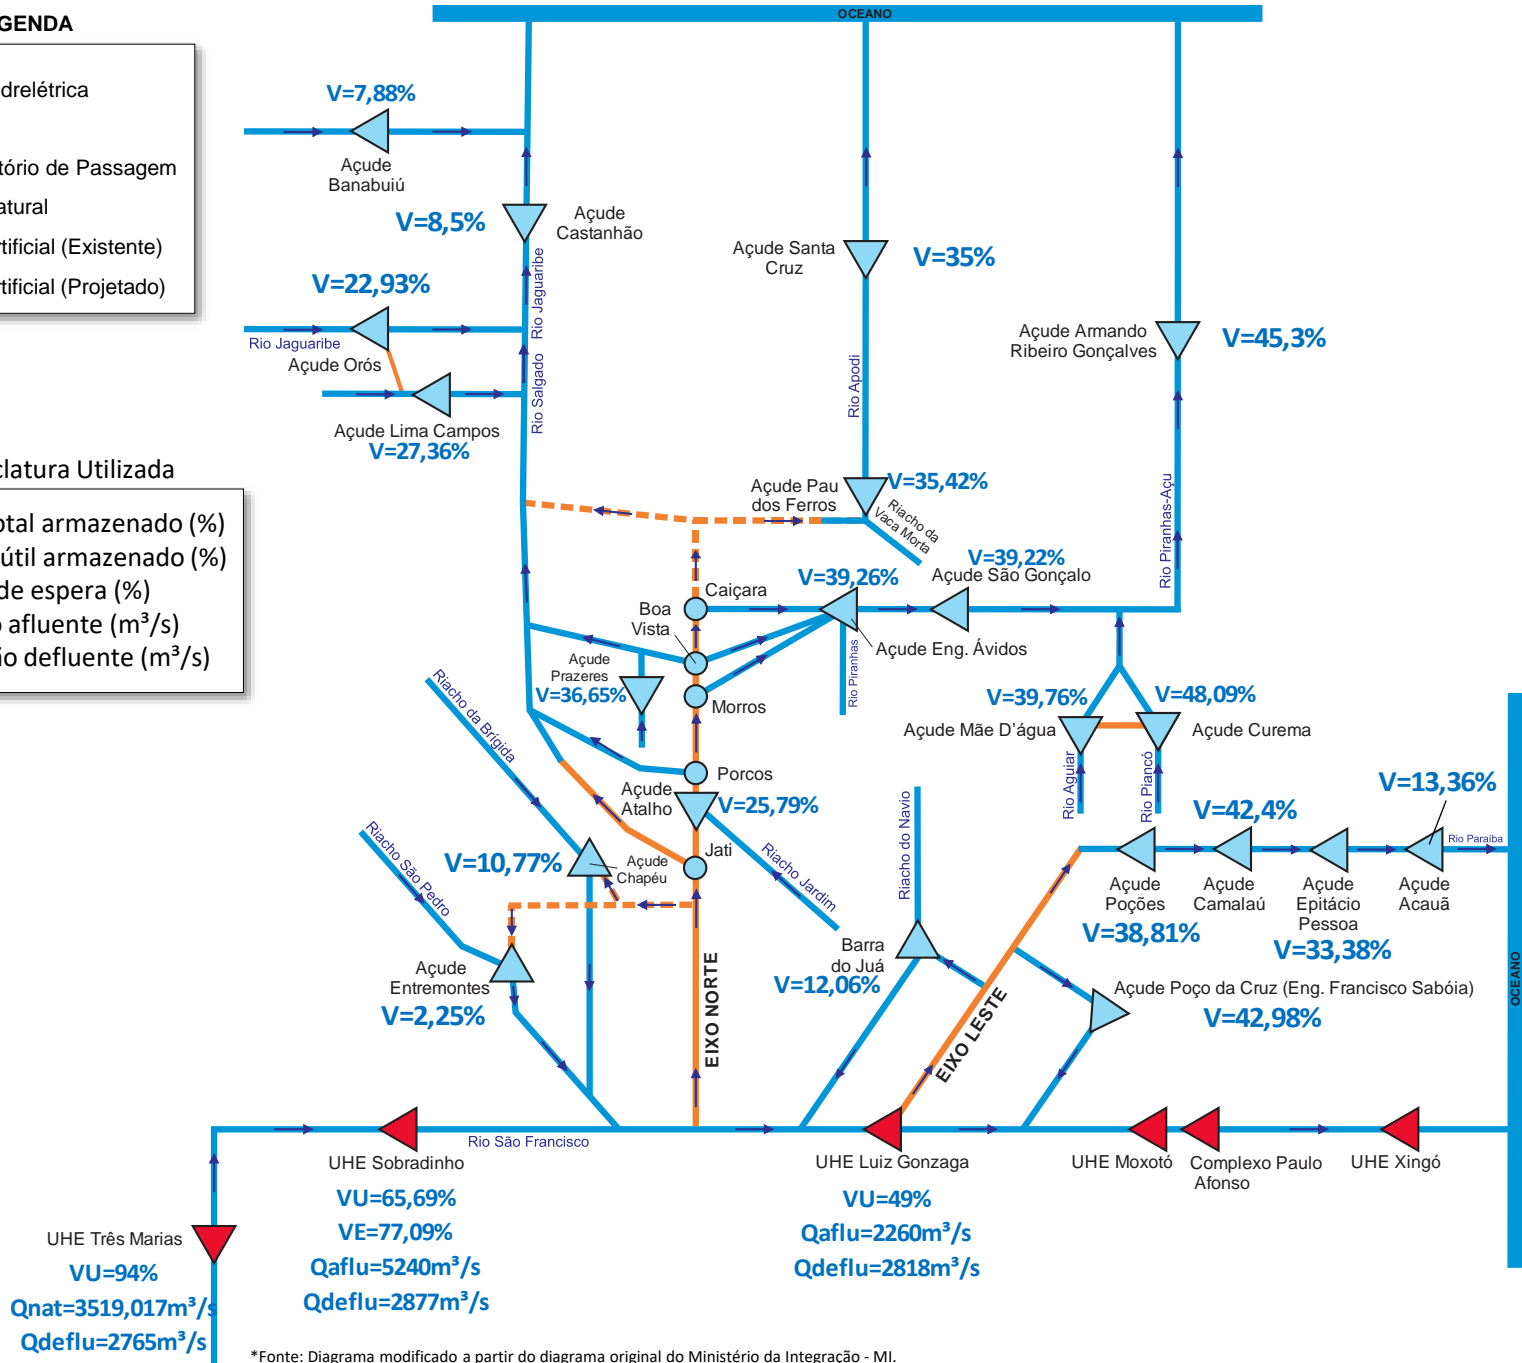 GENDA
drelétrica
tório de Passagem
atural
rtificial (Existente)
rtificial (Projetado)
clatura Utilizada
otal armazenado (%)
útil armazenado (%)
de espera (%)
o afluente (m³/s)
ão defluente (m³/s)
OCEANO
V=7,88%
Açude
Banabuiú
V=8,5%
Açude
Castanhão
Rio Jaguaribe
V=22,93%
Rio Jaguaribe
Açude Orós
Rio Salgado
Açude Lima Campos
V=27,36%
Açude Santa
Cruz
V=35%
Rio Apodi
Açude Armando
Ribeiro Gonçalves
V=45,3%
Rio Piranhas-Açu
Açude Pau
dos Ferros
V=35,42%
Riacho da
Vaca Morta
V=39,22%
Açude São Gonçalo
V=39,26%
Açude Eng. Ávidos
Rio Piranhas
Caiçara
Boa
Vista
Morros
Açude
Prazeres
V=36,65%
Porcos
Açude
Atalho
V=25,79%
Jati
Riacho Jardim
Riacho da Brígida
V=10,77%
Açude
Chapéu
Riacho São Pedro
Açude
Entremontes
V=2,25%
EIXO NORTE
V=39,76%
Açude Mãe D'água
Rio Aguiar
V=48,09%
Açude Curema
Rio Piancó
V=13,36%
V=42,4%
Rio Paraíba
Açude
Poções
V=38,81%
Açude
Camalaú
Açude
Epitácio
Pessoa
V=33,38%
Açude
Acauã
Riacho do Navio
Barra
do Juá
V=12,06%
EIXO LESTE
Açude Poço da Cruz (Eng. Francisco Sabóia)
V=42,98%
OCEANO
Rio São Francisco
UHE Sobradinho
VU=65,69%
VE=77,09%
Qaflu=5240m³/s
Qdeflu=2877m³/s
UHE Luiz Gonzaga
VU=49%
Qaflu=2260m³/s
Qdeflu=2818m³/s
UHE Moxotó
Complexo Paulo
Afonso
UHE Xingó
UHE Três Marias
VU=94%
Qnat=3519,017m³/s
Qdeflu=2765m³/s
*Fonte: Diagrama modificado a partir do diagrama original do Ministério da Integração - MI.